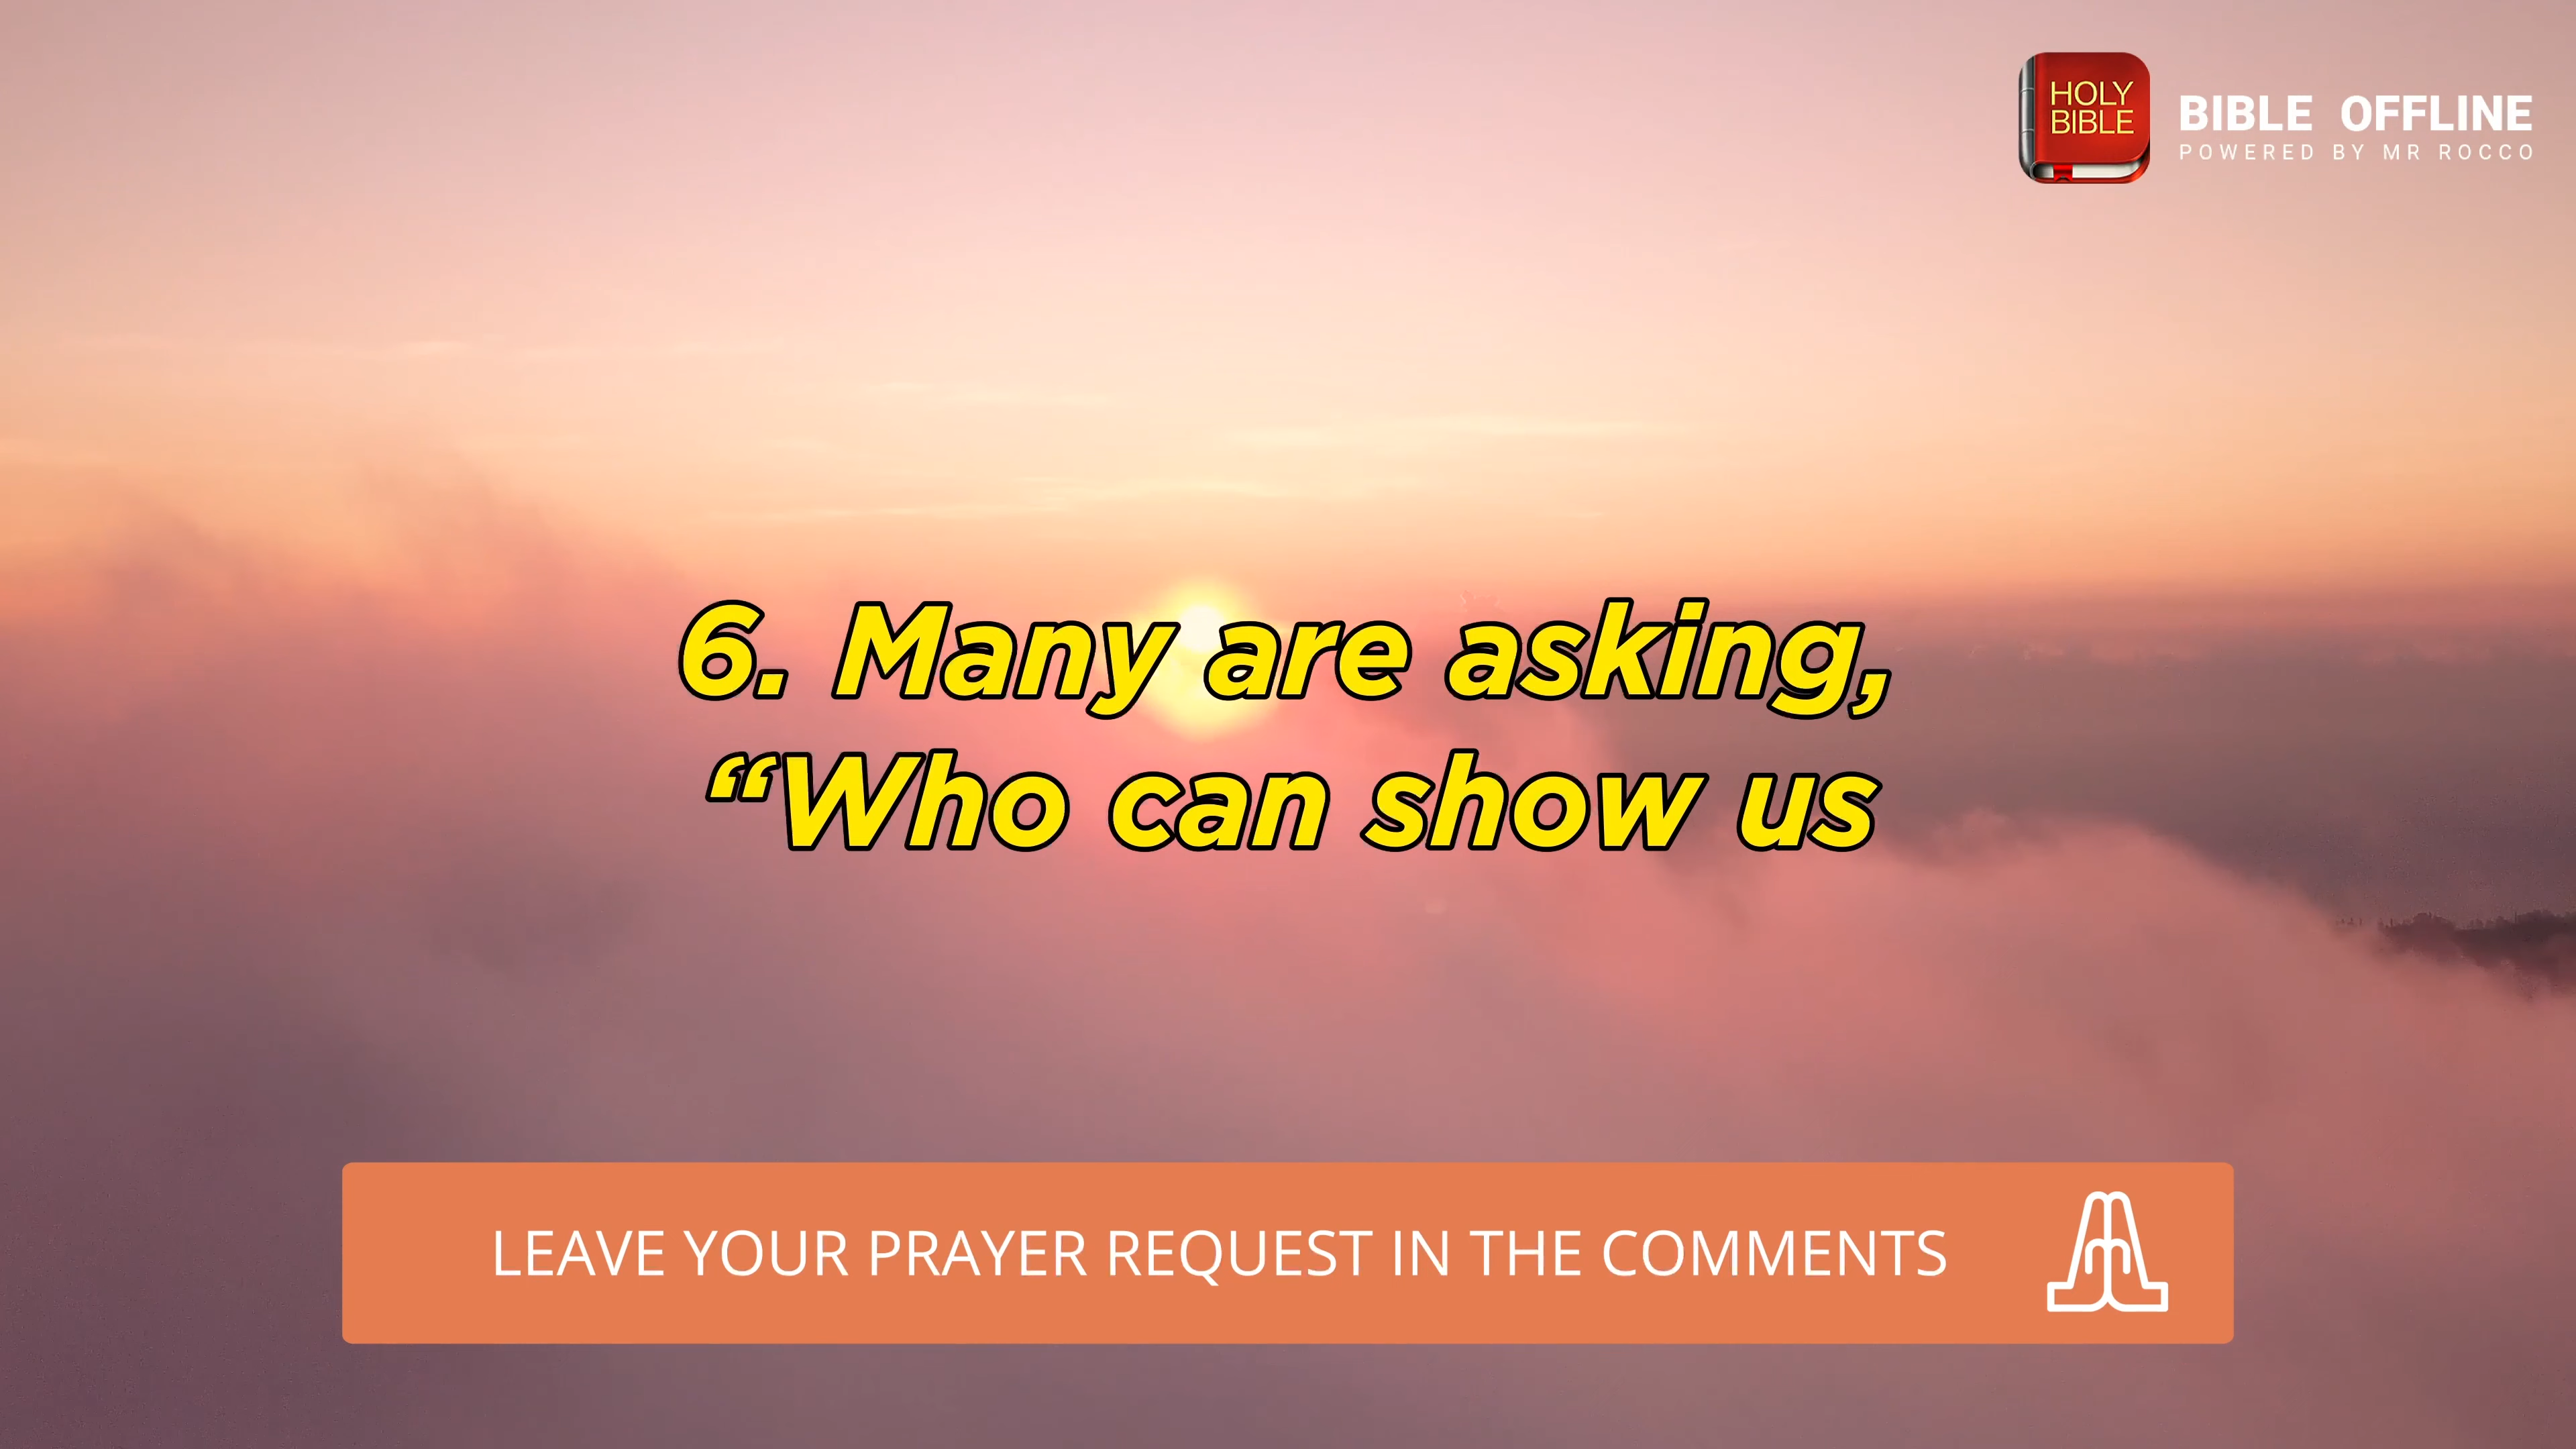 HOLY
BIBLE
BIBLE OFFLINE
POWERED BY MR ROCCO
6. Many are asking,
“Who can show us
LEAVE YOUR PRAYER REQUEST IN THE COMMENTS